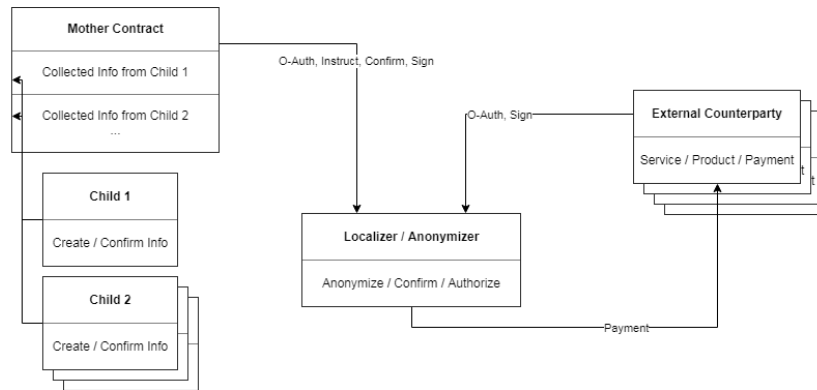 Mother Contract
Collected Info from Child 1
Collected Info from Child 2
...
O-Auth, Instruct, Confirm, Sign
O-Auth, Sign
External Counterparty
Service / Product / Payment
t
t
Child 1
Create / Confirm Info
Localizer / Anonymizer
Anonymize / Confirm / Authorize
Child 2
Create / Confirm Info
Payment